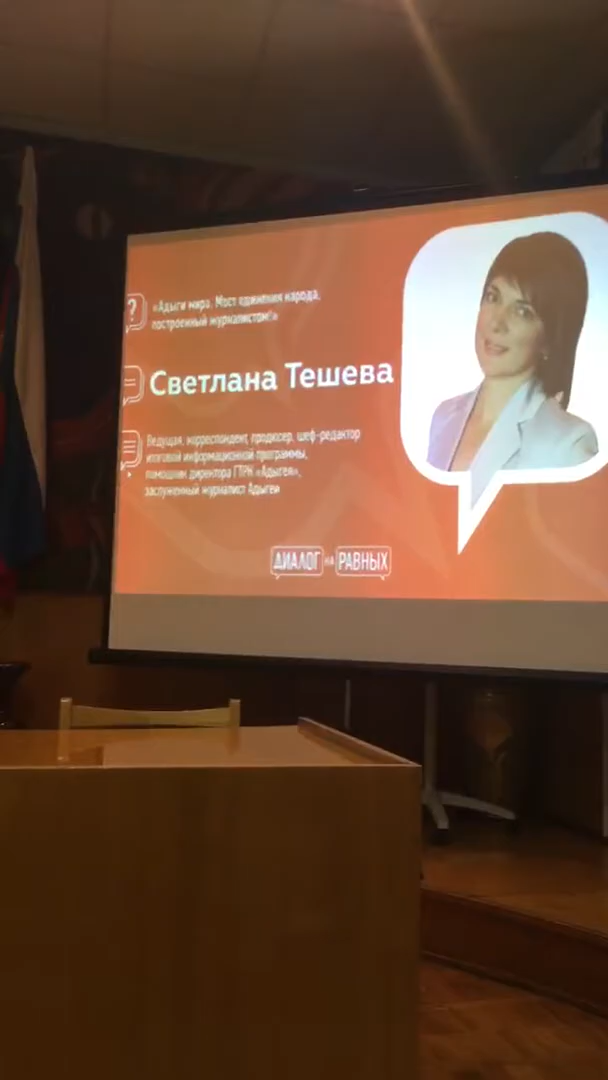 «Адыги мира. Мост единения народа,
построенный журналистом!»
Светлана Тешева
Ведущая, корреспондент, продюсер, шеф-редактор
итоговой информационной программы,
помощник директора ГТРК «Адыгея»,
заслуженный журналист Адыгеи
ДИАЛОГ НА РАВНЫХ